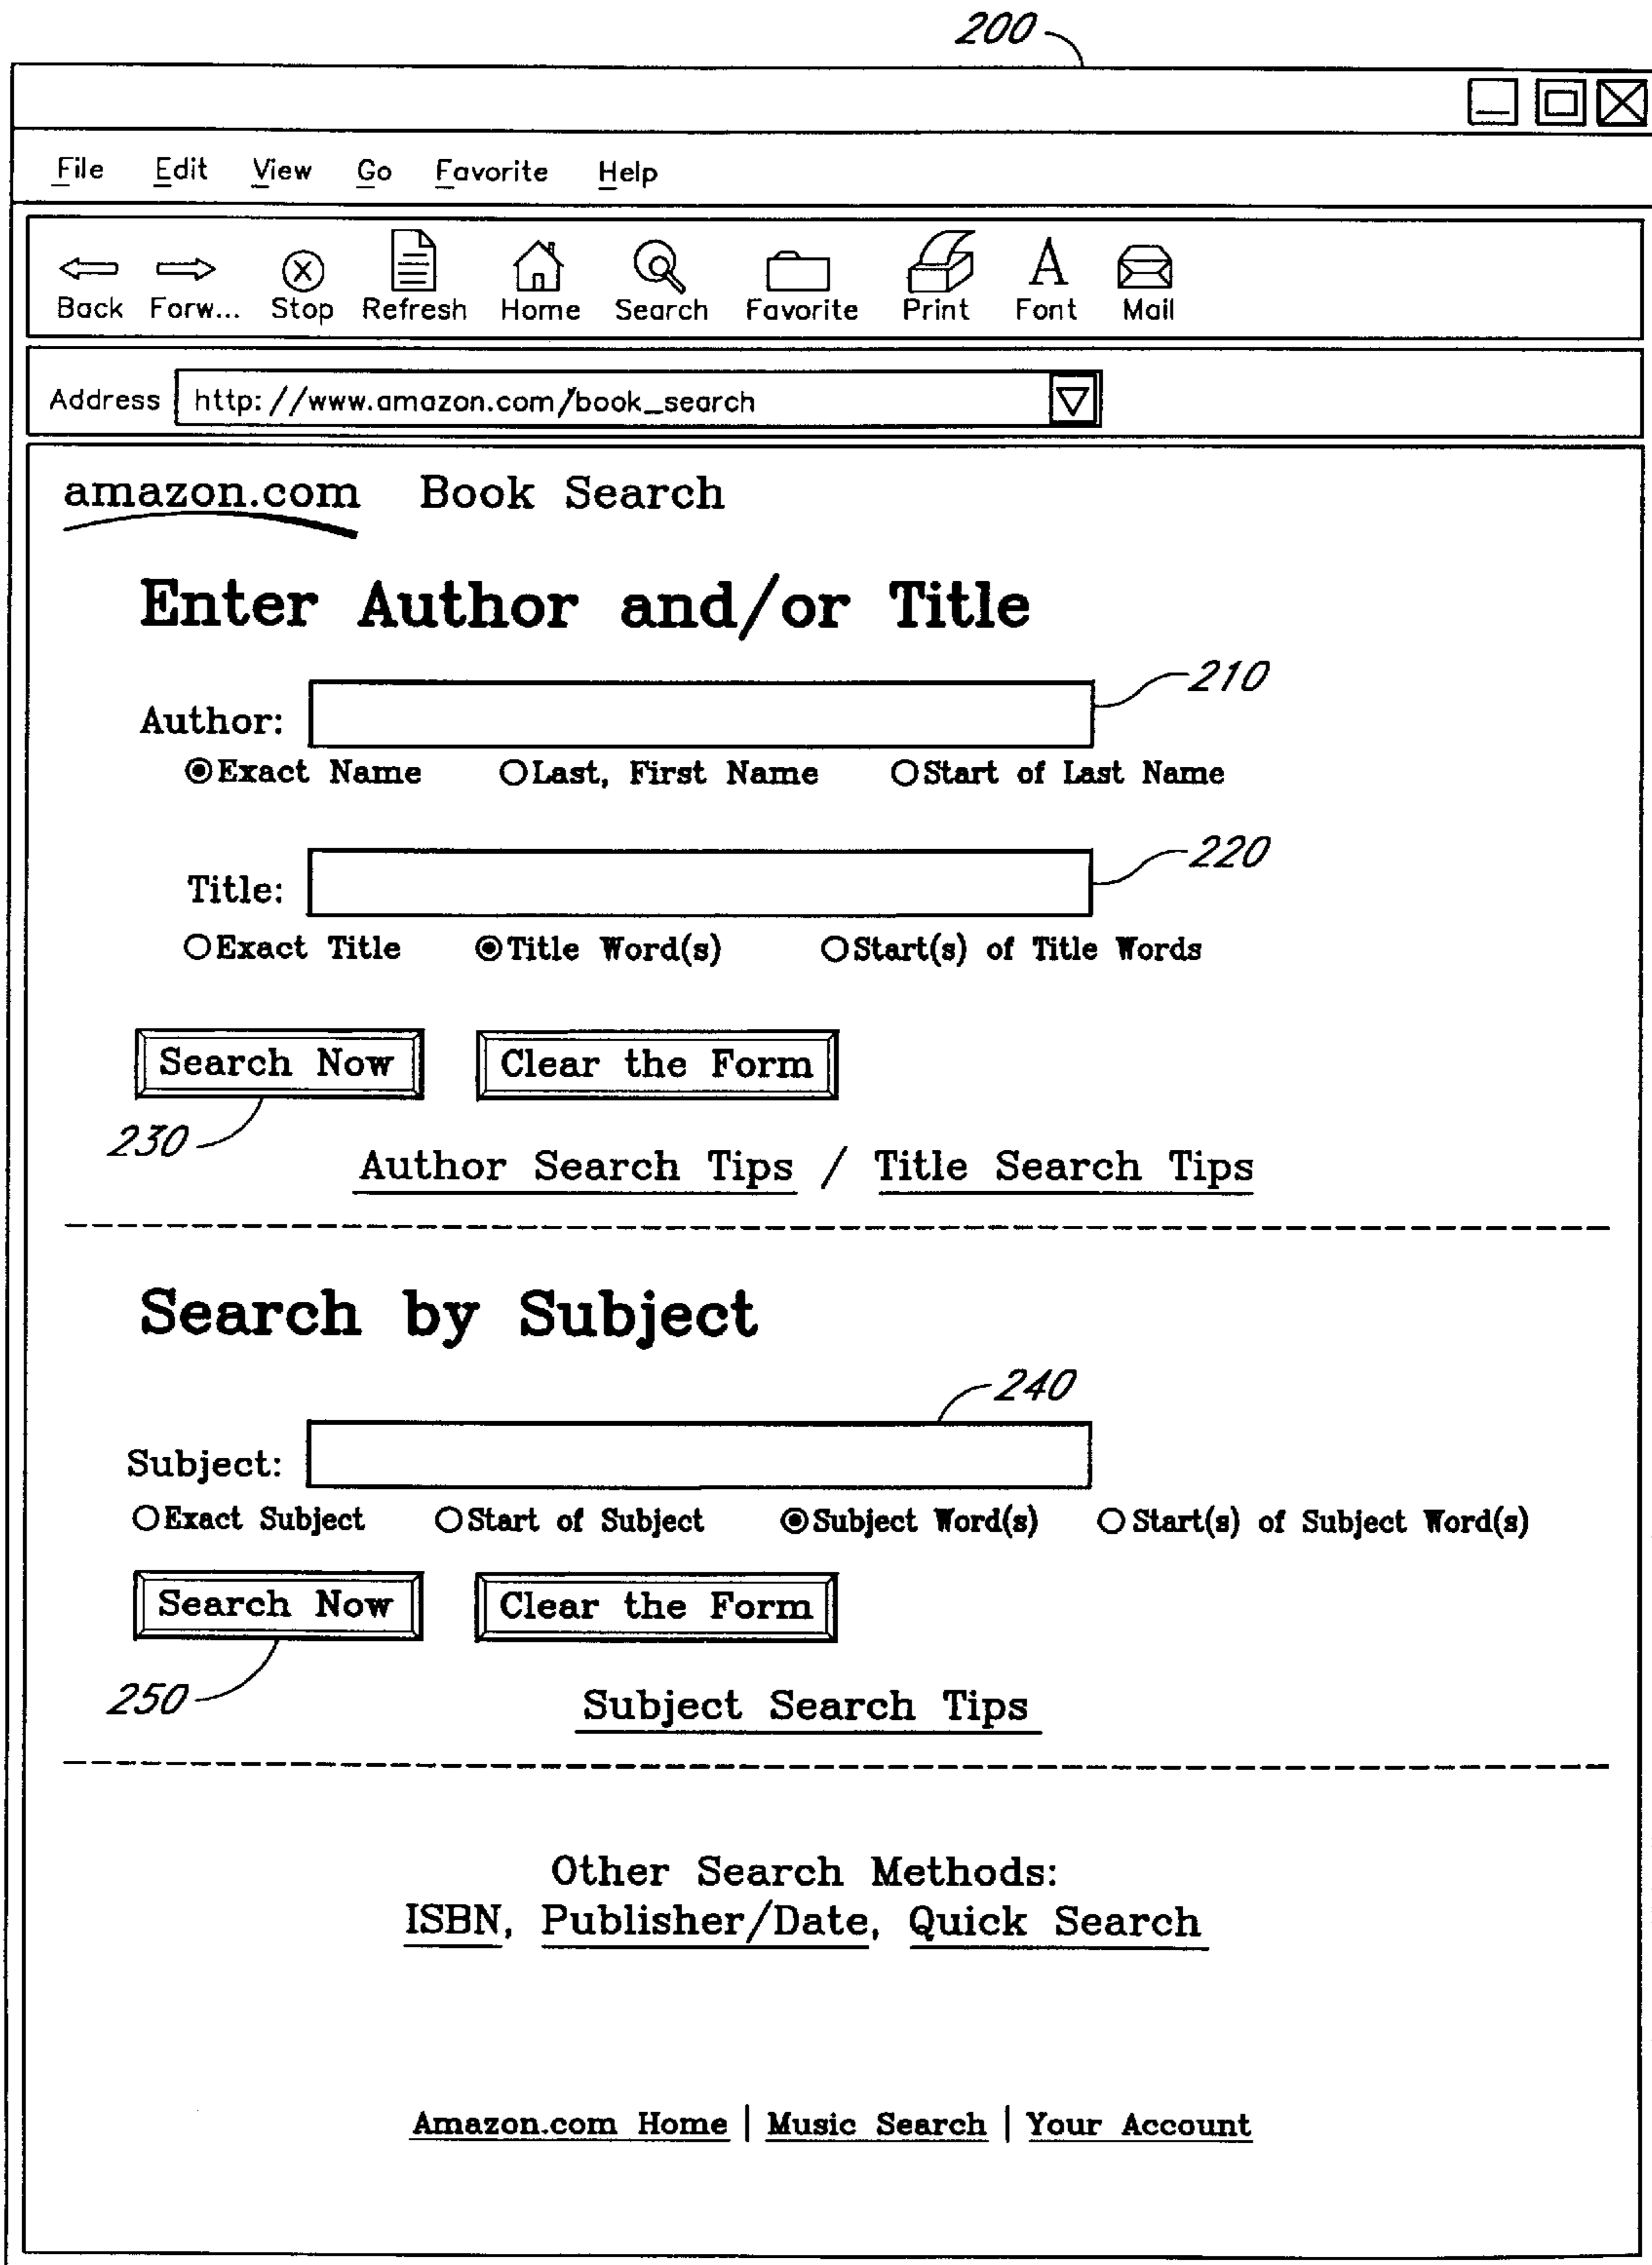 200
File Edit View Go Favorite Help
Back Forw... Stop Refresh Home Search Favorite Print Font Mail
Address http://www.amazon.com/book_search
amazon.com Book Search
Enter Author and/or Title
210
Author:
Exact Name Last, First Name Start of Last Name
220
Title:
Exact Title Title Word(s) Start(s) of Title Words
Search Now Clear the Form
230
Author Search Tips / Title Search Tips
Search by Subject
240
Subject:
Exact Subject Start of Subject Subject Word(s) Start(s) of Subject Word(s)
Search Now Clear the Form
250
Subject Search Tips
Other Search Methods:
ISBN, Publisher/Date, Quick Search
Amazon.com Home | Music Search | Your Account